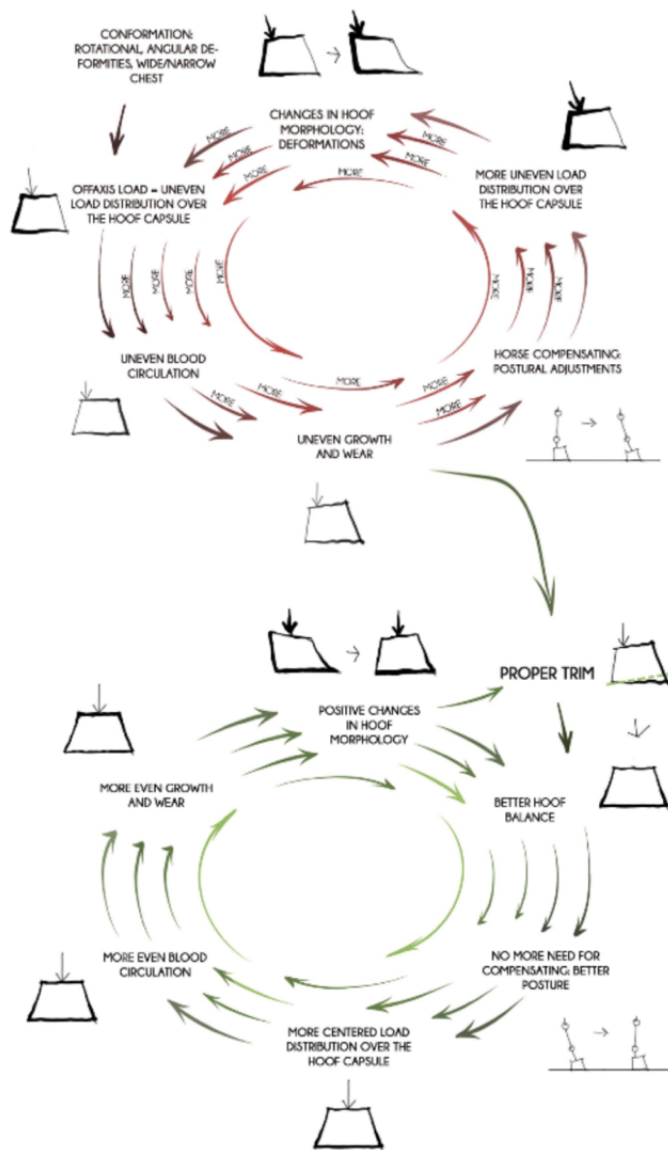 CONFORMATION:
ROTATIONAL, ANGULAR DE-
FORMITIES, WIDE/NARROW
CHEST
CHANGES IN HOOF
MORPHOLOGY:
DEFORMATIONS
MORE
MORE
MORE
MORE
MORE
MORE
MORE
OFFAXIS LOAD = UNEVEN
LOAD DISTRIBUTION OVER
THE HOOF CAPSULE
MORE UNEVEN LOAD
DISTRIBUTION OVER
THE HOOF CAPSULE
MORE
MORE
MORE
MORE
MORE
MORE
MORE
MORE
UNEVEN BLOOD
CIRCULATION
HORSE COMPENSATING:
POSTURAL ADJUSTMENTS
MORE
MORE
MORE
MORE
MORE
UNEVEN GROWTH
AND WEAR
PROPER TRIM
POSITIVE CHANGES
IN HOOF
MORPHOLOGY
MORE EVEN GROWTH
AND WEAR
BETTER HOOF
BALANCE
MORE EVEN BLOOD
CIRCULATION
NO MORE NEED FOR
COMPENSATING: BETTER
POSTURE
MORE CENTERED LOAD
DISTRIBUTION OVER THE
HOOF CAPSULE